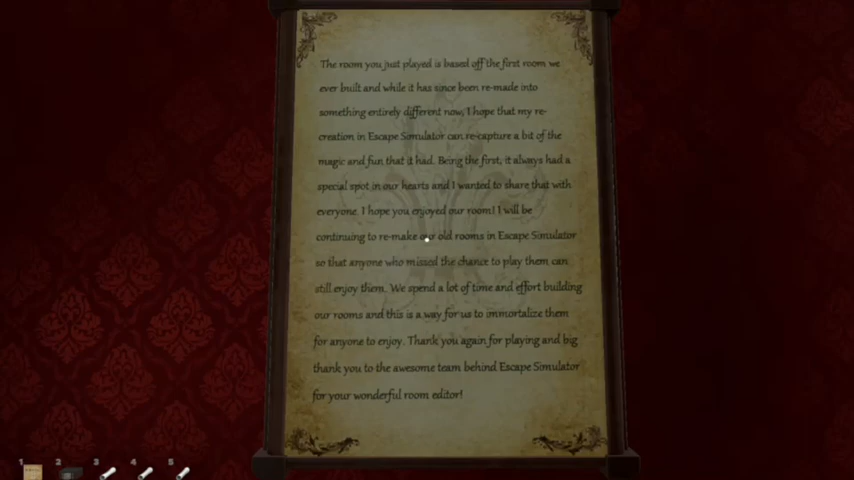 The room you just played is based off the first room we
ever built and while it has since been re-made into
something entirely different now, I hope that my re-
creation in Escape Simulator can re-capture a bit of the
magic and fun that it had. Being the first, it always had a
special spot in our hearts and I wanted to share that with
everyone. I hope you enjoyed our room! I will be
continuing to re-make our old rooms in Escape Simulator
so that anyone who missed the chance to play them can
still enjoy them. We spend a lot of time and effort building
our rooms and this is a way for us to immortalize them
for anyone to enjoy. Thank you again for playing and big
thank you to the awesome team behind Escape Simulator
for your wonderful room editor!
1 2 3 4 5